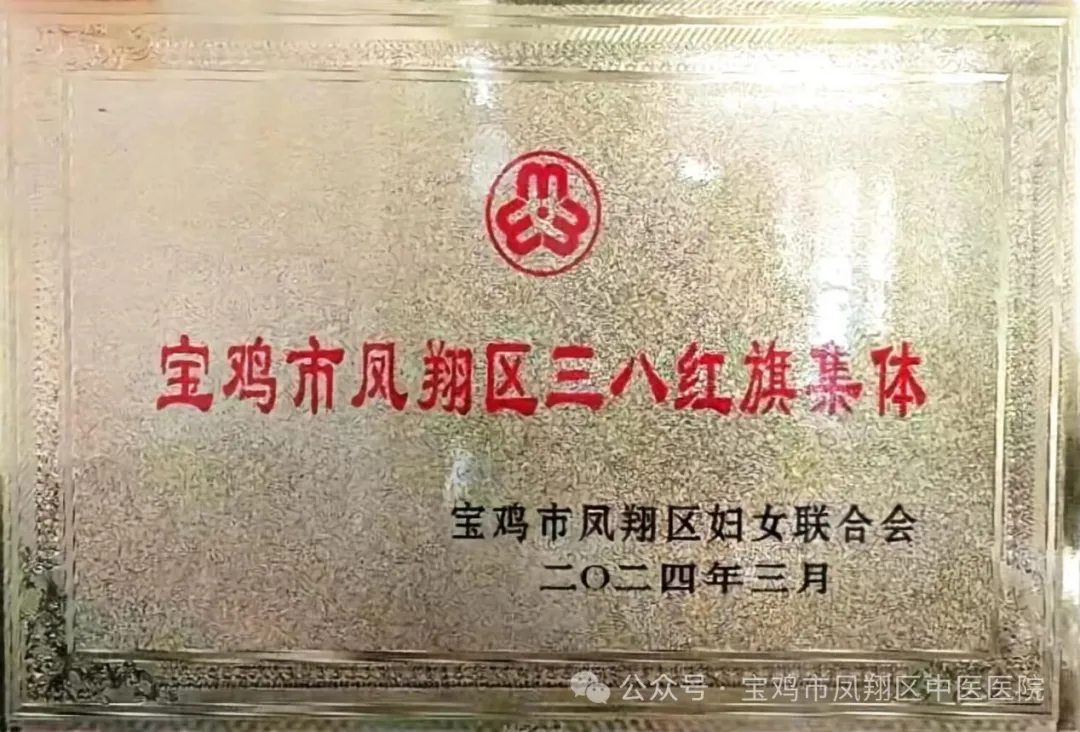 宝鸡市凤翔区三八红旗集体
宝鸡市凤翔区妇女联合会
二〇二四年三月
公众号·宝鸡市凤翔区中医医院